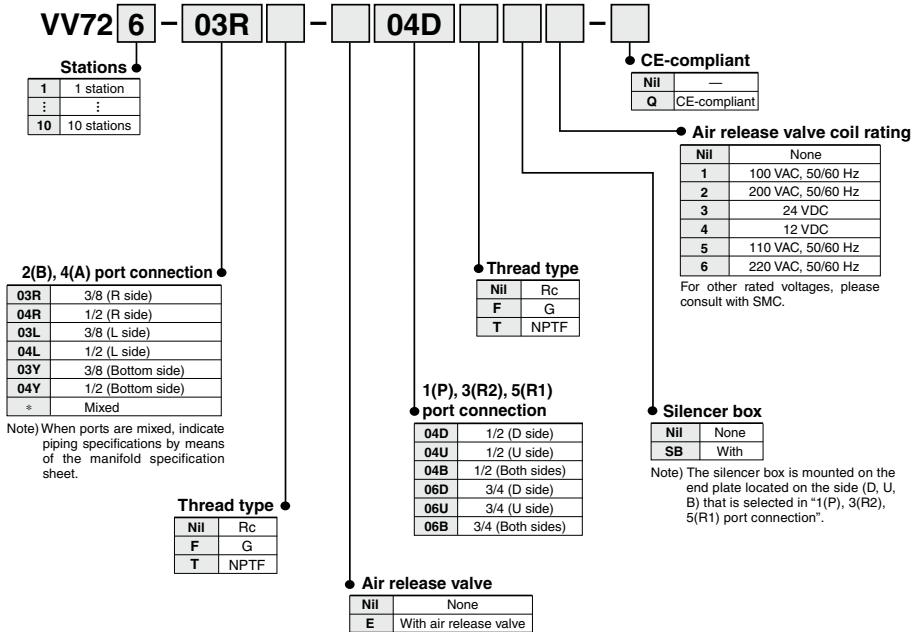 VV72 6 – 03R – 04D –
Stations
1 1 station
⋮ ⋮
10 10 stations
CE-compliant
Nil —
Q CE-compliant
Air release valve coil rating
Nil None
1 100 VAC, 50/60 Hz
2 200 VAC, 50/60 Hz
3 24 VDC
4 12 VDC
5 110 VAC, 50/60 Hz
6 220 VAC, 50/60 Hz
For other rated voltages, please
consult with SMC.
2(B), 4(A) port connection
03R 3/8 (R side)
04R 1/2 (R side)
03L 3/8 (L side)
04L 1/2 (L side)
03Y 3/8 (Bottom side)
04Y 1/2 (Bottom side)
* Mixed
Note) When ports are mixed, indicate
piping specifications by means
of the manifold specification
sheet.
Thread type
Nil Rc
F G
T NPTF
1(P), 3(R2), 5(R1)
port connection
04D 1/2 (D side)
04U 1/2 (U side)
04B 1/2 (Both sides)
06D 3/4 (D side)
06U 3/4 (U side)
06B 3/4 (Both sides)
Silencer box
Nil None
SB With
Note) The silencer box is mounted on the
end plate located on the side (D, U,
B) that is selected in “1(P), 3(R2),
5(R1) port connection”.
Thread type
Nil Rc
F G
T NPTF
Air release valve
Nil None
E With air release valve